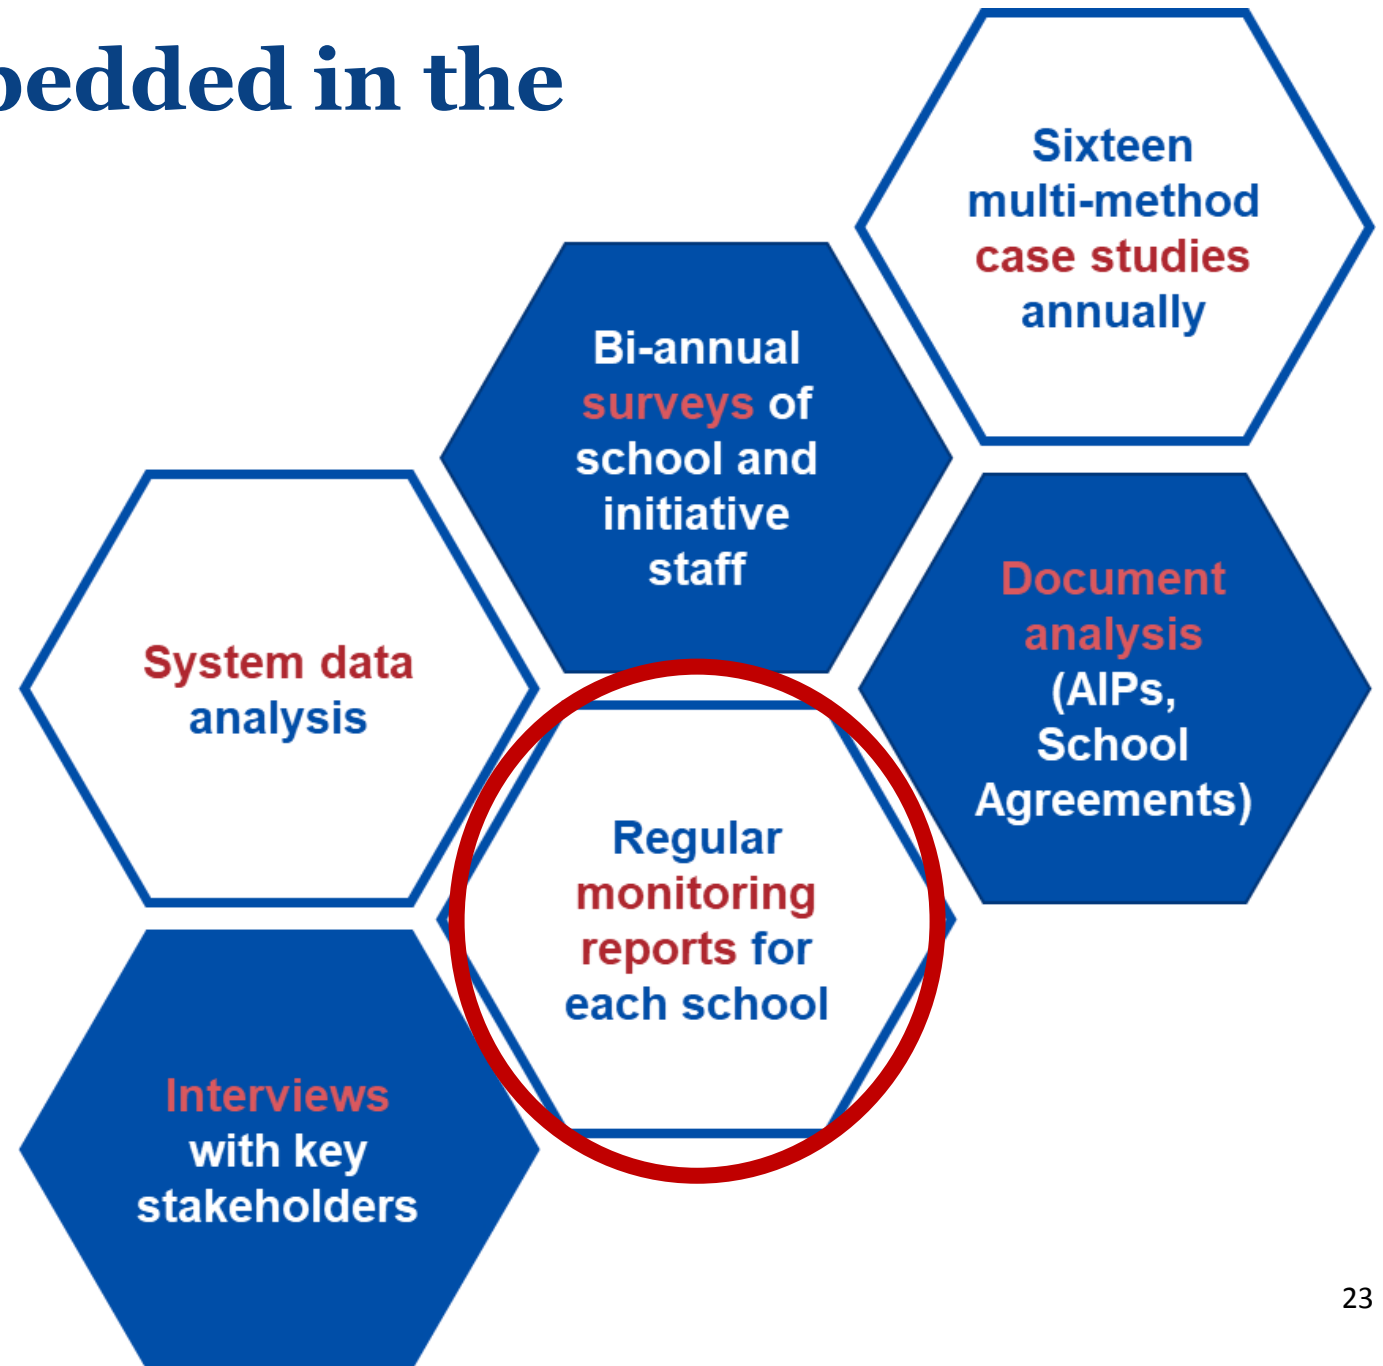 bedded in the
Sixteen
multi-method
case studies
annually
Bi-annual
surveys of
school and
initiative
staff
Document
analysis
(AIPs,
School
Agreements)
System data
analysis
Regular
monitoring
reports for
each school
Interviews
with key
stakeholders
23